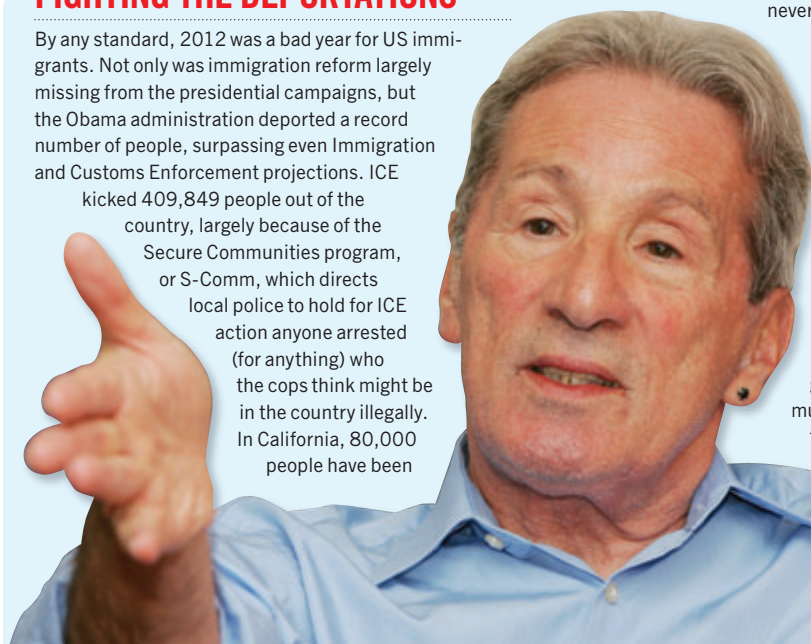 FIGHTING THE DEPORTATIONS
By any standard, 2012 was a bad year for US immi-
grants. Not only was immigration reform largely
missing from the presidential campaigns, but
the Obama administration deported a record
number of people, surpassing even Immigration
and Customs Enforcement projections. ICE
kicked 409,849 people out of the
country, largely because of the
Secure Communities program,
or S-Comm, which directs
local police to hold for ICE
action anyone arrested
(for anything) who
the cops think might be
in the country illegally.
In California, 80,000
people have been
never